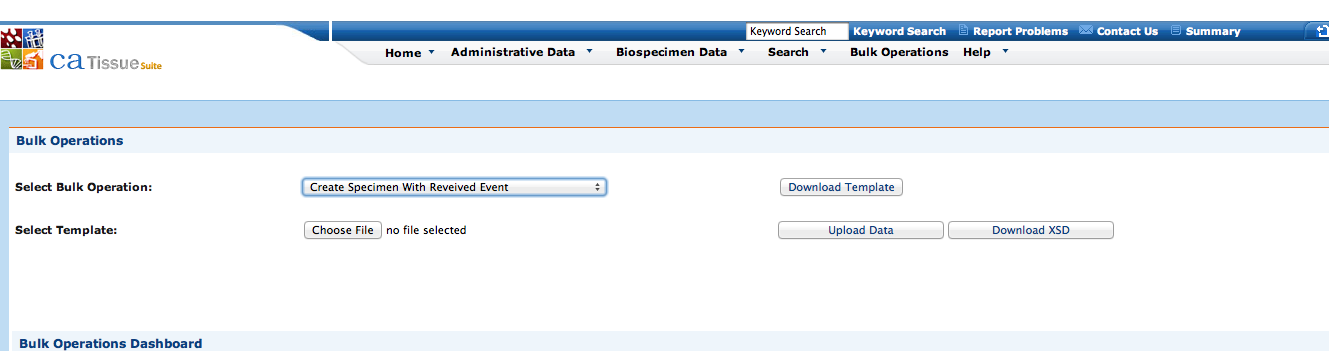 Keyword Search Keyword Search Report Problems Contact Us Summary
ca Tissue Suite
Home Administrative Data Biospecimen Data Search Bulk Operations Help
Bulk Operations
Select Bulk Operation: Create Specimen With Reveived Event Download Template
Select Template: Choose File no file selected Upload Data Download XSD
Bulk Operations Dashboard